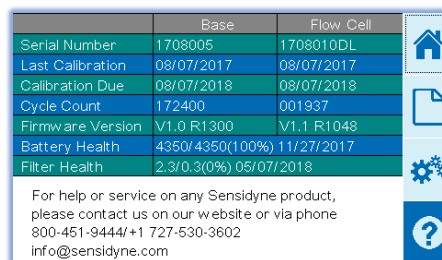 Base Flow Cell
Serial Number 1708005 1708010DL
Last Calibration 08/07/2017 08/07/2017
Calibration Due 08/07/2018 08/07/2018
Cycle Count 172400 001937
Firmware Version V1.0 R1300 V1.1 R1048
Battery Health 4350/4350(100%) 11/27/2017
Filter Health 2.3/0.3(0%) 05/07/2018
For help or service on any Sensidyne product,
please contact us on our website or via phone
800-451-9444/+1 727-530-3602
info@sensidyne.com
?